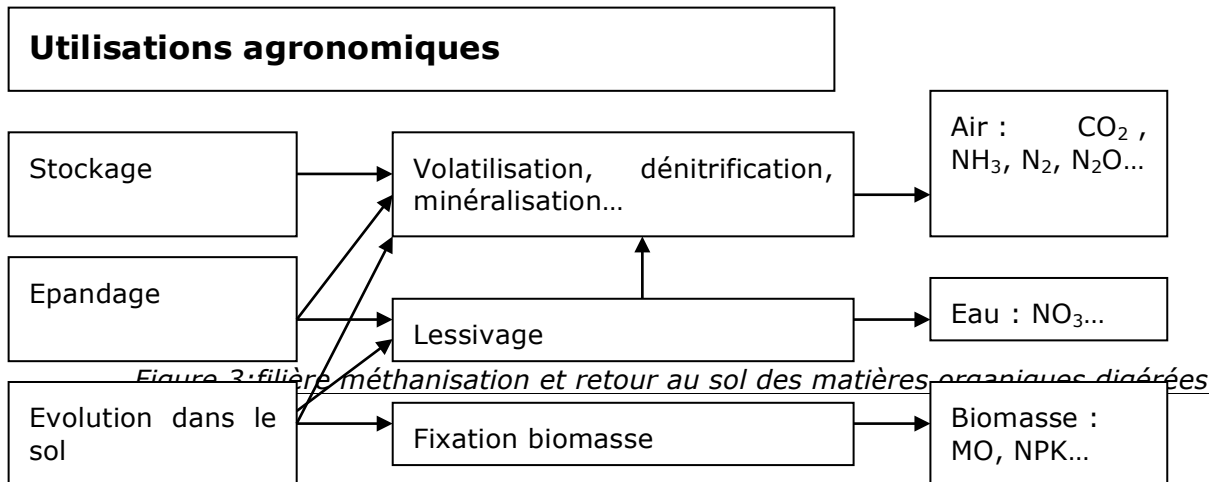 Utilisations agronomiques
Stockage
Volatilisation, dénitrification,
minéralisation…
Air : CO₂ ,
NH₃, N₂, N₂O…
Epandage
Lessivage
Eau : NO₃…
Figure 3:filière méthanisation et retour au sol des matières organiques digérées
Evolution dans le
sol
Fixation biomasse
Biomasse :
MO, NPK…